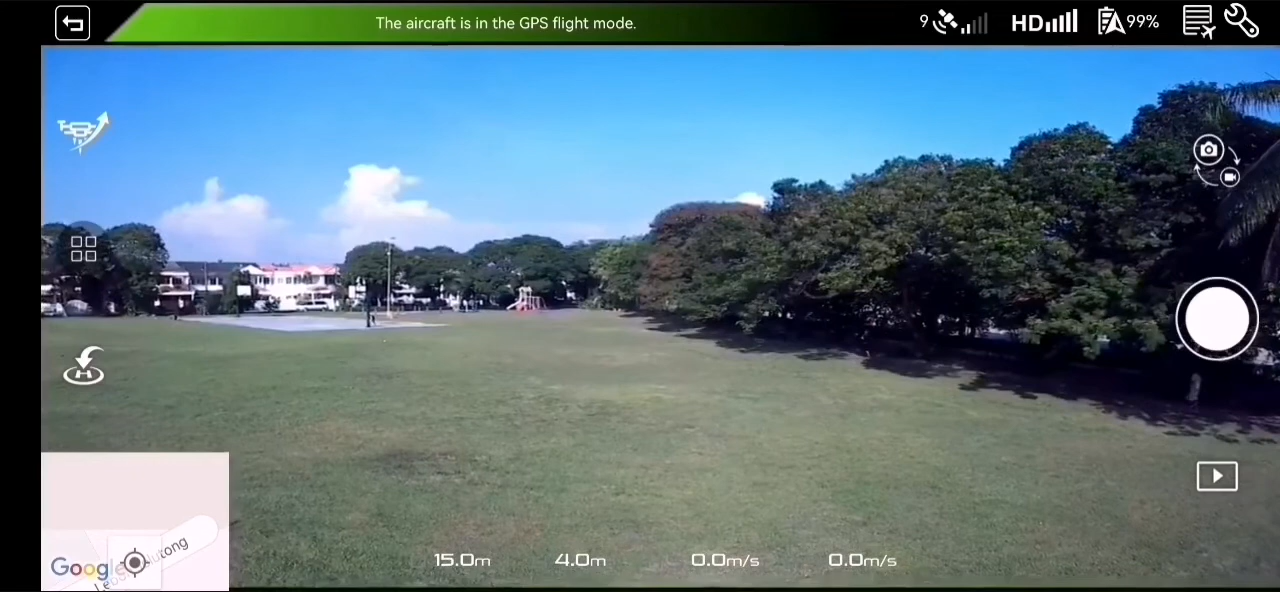 The aircraft is in the GPS flight mode.
9
HD
99%
15.0m 4.0m 0.0m/s 0.0m/s
Google